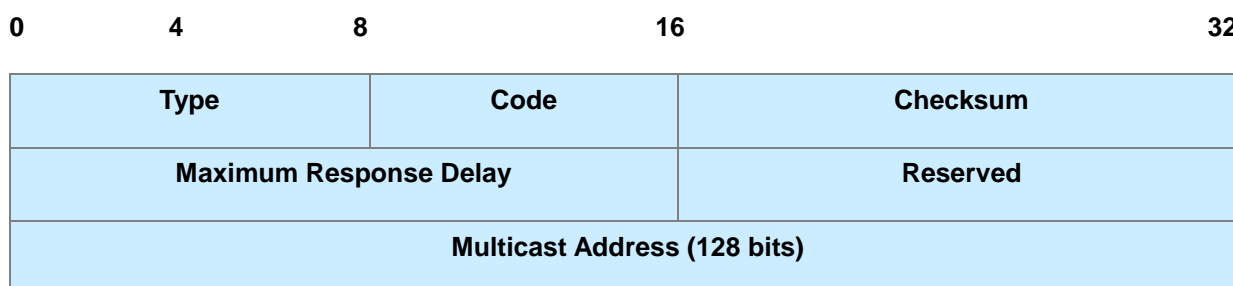 0 4 8 16 32
Type Code Checksum
Maximum Response Delay Reserved
Multicast Address (128 bits)